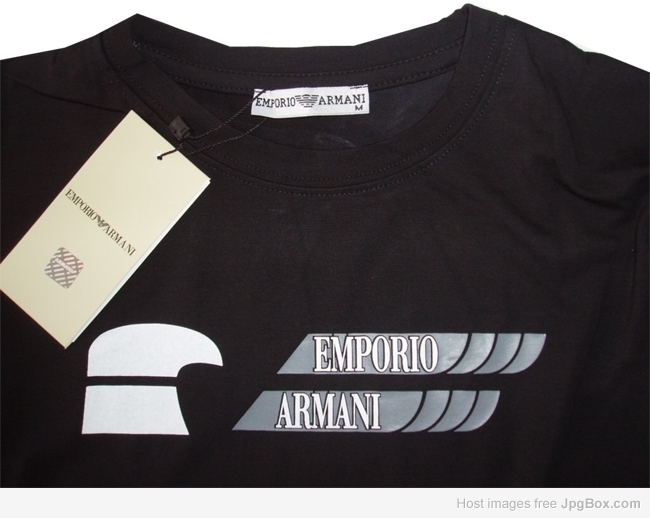 EMPORIO ARMANI
M
EMPORIO ARMANI
EMPORIO
ARMANI
Host images free JpgBox.com